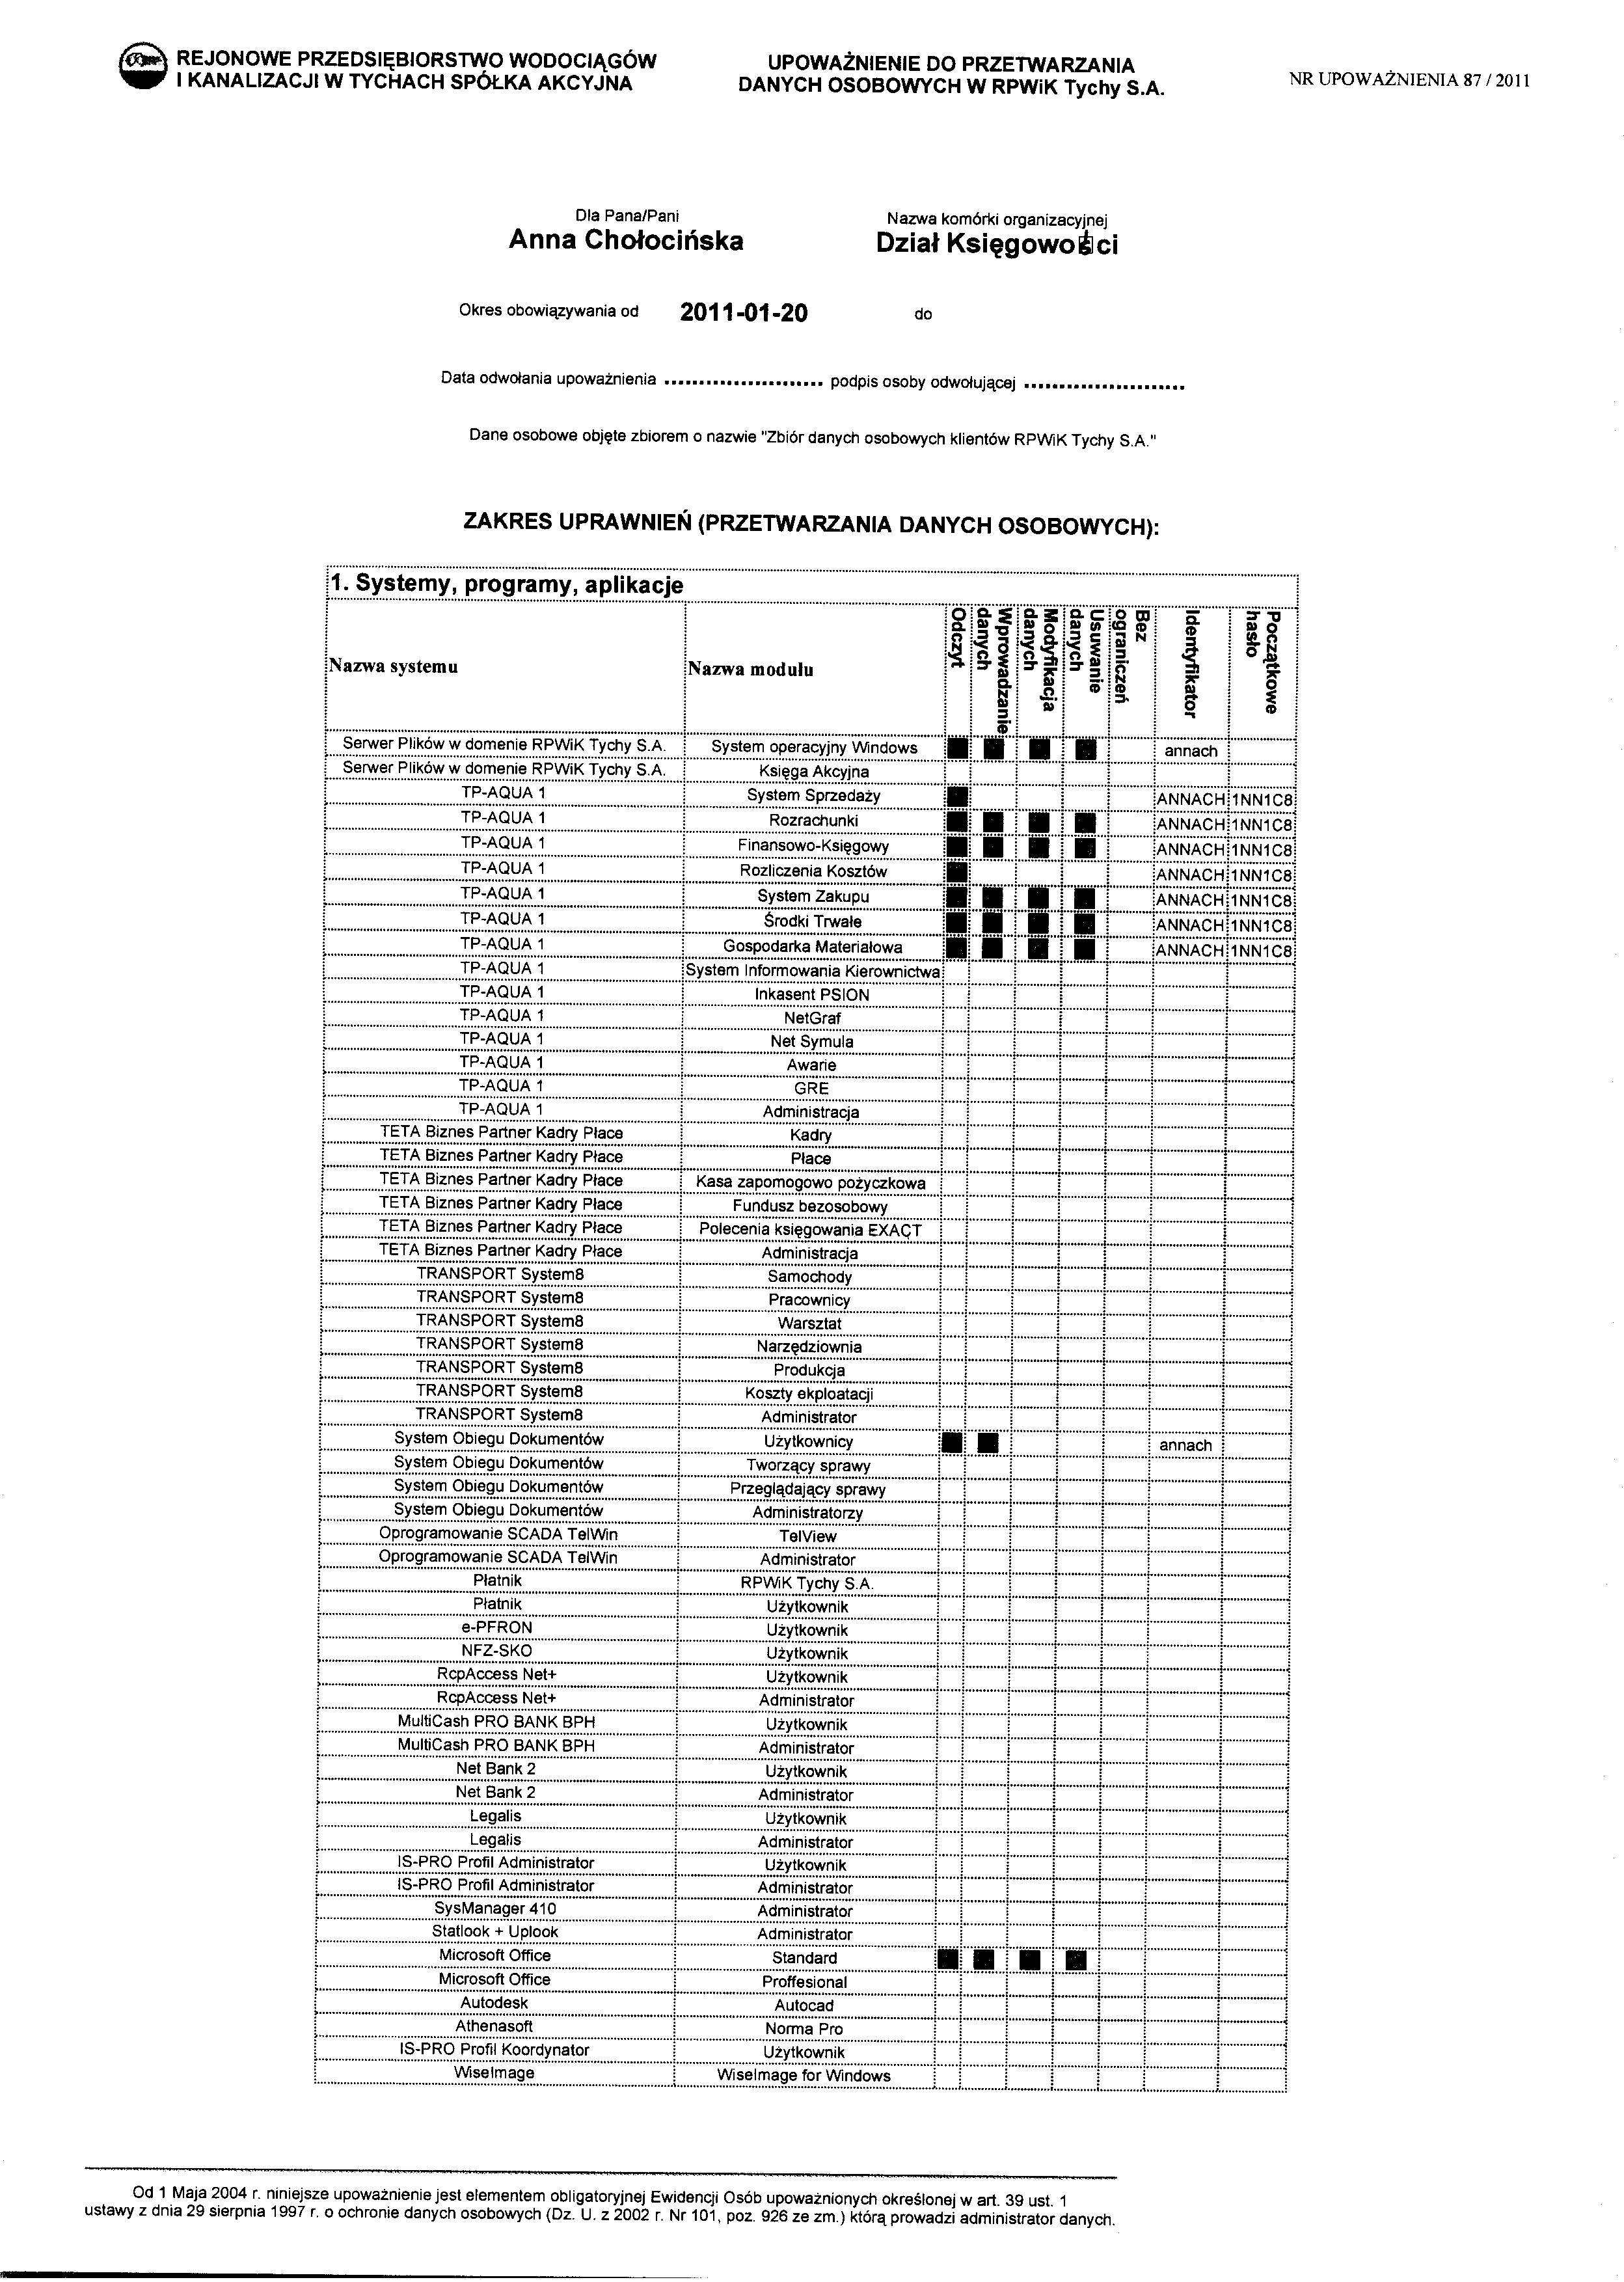 REJONOWE PRZEDSIĘBIORSTWO WODOCIĄGÓW
I KANALIZACJI W TYCHACH SPÓŁKA AKCYJNA
UPOWAŻNIENIE DO PRZETWARZANIA
DANYCH OSOBOWYCH W RPWiK Tychy S.A.
NR UPOWAŻNIENIA 87 / 2011
Dla Pana/Pani
Anna Chołocińska
Nazwa komórki organizacyjnej
Dział Księgowości
Okres obowiązywania od 2011-01-20 do
Data odwołania upoważnienia ....................... podpis osoby odwołującej .......................
Dane osobowe objęte zbiorem o nazwie "Zbiór danych osobowych klientów RPWiK Tychy S.A."
ZAKRES UPRAWNIEŃ (PRZETWARZANIA DANYCH OSOBOWYCH):
1. Systemy, programy, aplikacje
Nazwa systemu Nazwa modułu Odczyt Wprowadzanie danych Modyfikacja danych Usuwanie danych Bez ograniczeń Identyfikator Początkowe hasło
Serwer Plików w domenie RPWiK Tychy S.A. System operacyjny Windows ■ ■ ■ ■ annach
Serwer Plików w domenie RPWiK Tychy S.A. Księga Akcyjna
TP-AQUA 1 System Sprzedaży ■ ANNACH 1NN1C8
TP-AQUA 1 Rozrachunki ■ ■ ■ ■ ANNACH 1NN1C8
TP-AQUA 1 Finansowo-Księgowy ■ ■ ■ ■ ANNACH 1NN1C8
TP-AQUA 1 Rozliczenia Kosztów ■ ANNACH 1NN1C8
TP-AQUA 1 System Zakupu ■ ■ ■ ■ ANNACH 1NN1C8
TP-AQUA 1 Środki Trwałe ■ ■ ■ ■ ANNACH 1NN1C8
TP-AQUA 1 Gospodarka Materiałowa ■ ■ ■ ■ ANNACH 1NN1C8
TP-AQUA 1 System Informowania Kierownictwa
TP-AQUA 1 Inkasent PSION
TP-AQUA 1 NetGraf
TP-AQUA 1 Net Symula
TP-AQUA 1 Awarie
TP-AQUA 1 GRE
TP-AQUA 1 Administracja
TETA Biznes Partner Kadry Płace Kadry
TETA Biznes Partner Kadry Płace Płace
TETA Biznes Partner Kadry Płace Kasa zapomogowo pożyczkowa
TETA Biznes Partner Kadry Płace Fundusz bezosobowy
TETA Biznes Partner Kadry Płace Polecenia księgowania EXACT
TETA Biznes Partner Kadry Płace Administracja
TRANSPORT System8 Samochody
TRANSPORT System8 Pracownicy
TRANSPORT System8 Warsztat
TRANSPORT System8 Narzędziownia
TRANSPORT System8 Produkcja
TRANSPORT System8 Koszty ekploatacji
TRANSPORT System8 Administrator
System Obiegu Dokumentów Użytkownicy ■ ■ annach
System Obiegu Dokumentów Tworzący sprawy
System Obiegu Dokumentów Przeglądający sprawy
System Obiegu Dokumentów Administratorzy
Oprogramowanie SCADA TelWin TelView
Oprogramowanie SCADA TelWin Administrator
Płatnik RPWiK Tychy S.A.
Płatnik Użytkownik
e-PFRON Użytkownik
NFZ-SKO Użytkownik
RcpAccess Net+ Użytkownik
RcpAccess Net+ Administrator
MultiCash PRO BANK BPH Użytkownik
MultiCash PRO BANK BPH Administrator
Net Bank 2 Użytkownik
Net Bank 2 Administrator
Legalis Użytkownik
Legalis Administrator
IS-PRO Profil Administrator Użytkownik
IS-PRO Profil Administrator Administrator
SysManager 410 Administrator
Statlook + Uplook Administrator
Microsoft Office Standard ■ ■ ■ ■
Microsoft Office Proffesional
Autodesk Autocad
Athenasoft Norma Pro
IS-PRO Profil Koordynator Użytkownik
WiseImage WiseImage for Windows
Od 1 Maja 2004 r. niniejsze upoważnienie jest elementem obligatoryjnej Ewidencji Osób upoważnionych określonej w art. 39 ust. 1
ustawy z dnia 29 sierpnia 1997 r. o ochronie danych osobowych (Dz. U. z 2002 r. Nr 101, poz. 926 ze zm.) którą prowadzi administrator danych.